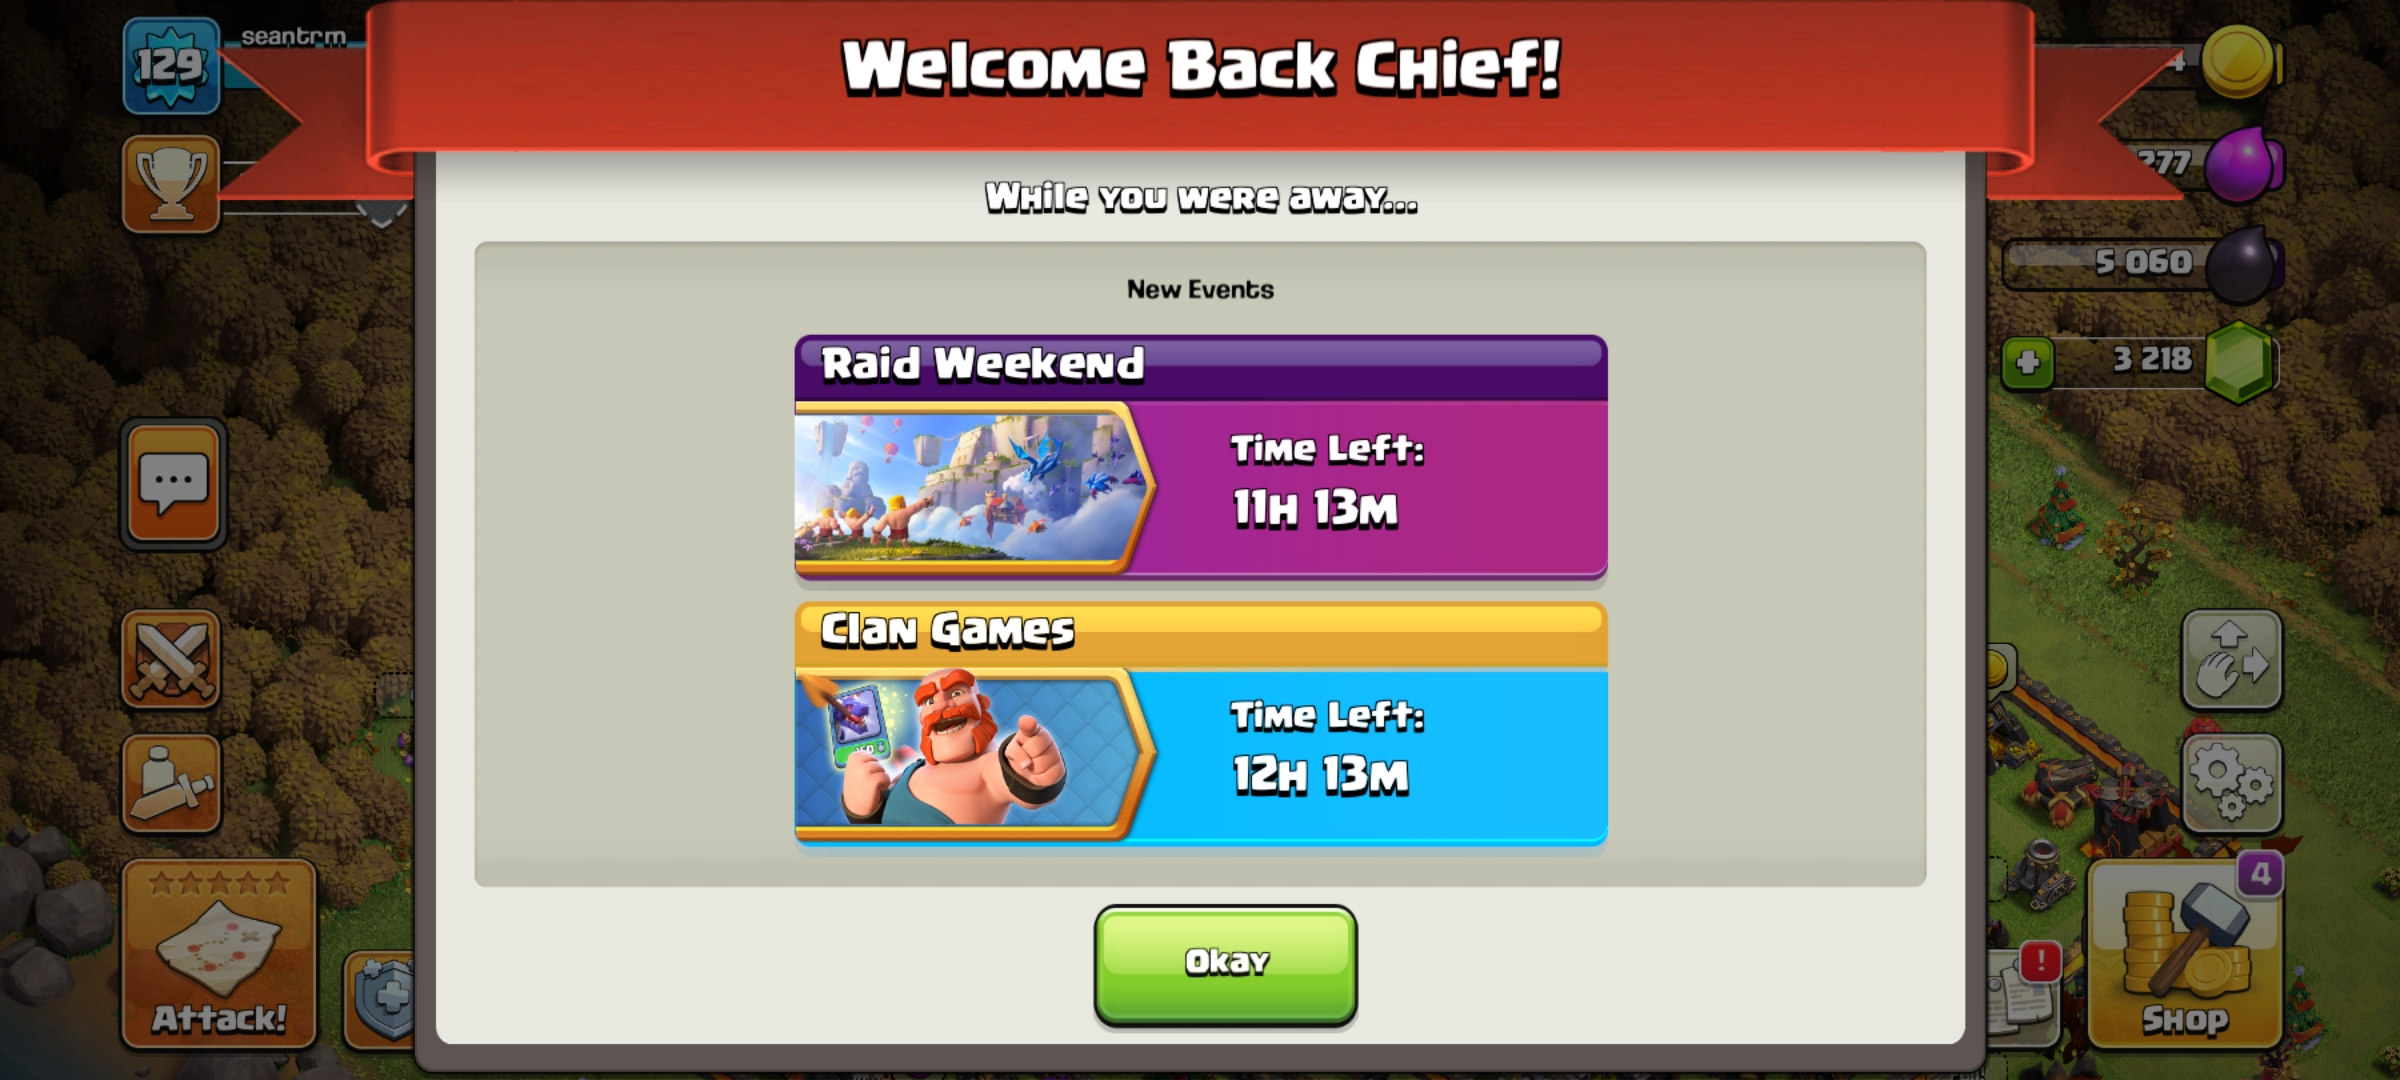 129
seantrm
Welcome Back Chief!
While you were away...
New Events
Raid Weekend
Time Left:
11H 13M
Clan Games
Time Left:
12H 13M
Okay
277
5 060
3 218
Attack!
4
!
Shop